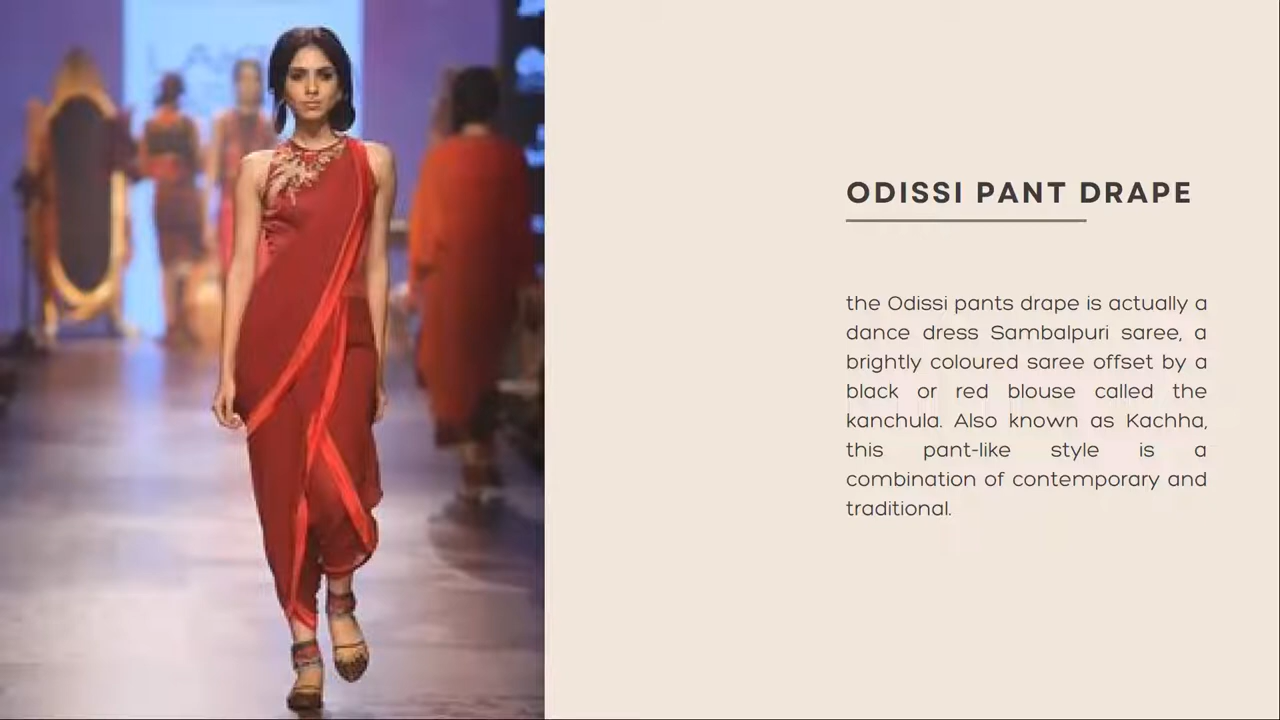 ODISSI PANT DRAPE
the Odissi pants drape is actually a
dance dress Sambalpuri saree, a
brightly coloured saree offset by a
black or red blouse called the
kanchula. Also known as Kachha,
this pant-like style is a
combination of contemporary and
traditional.